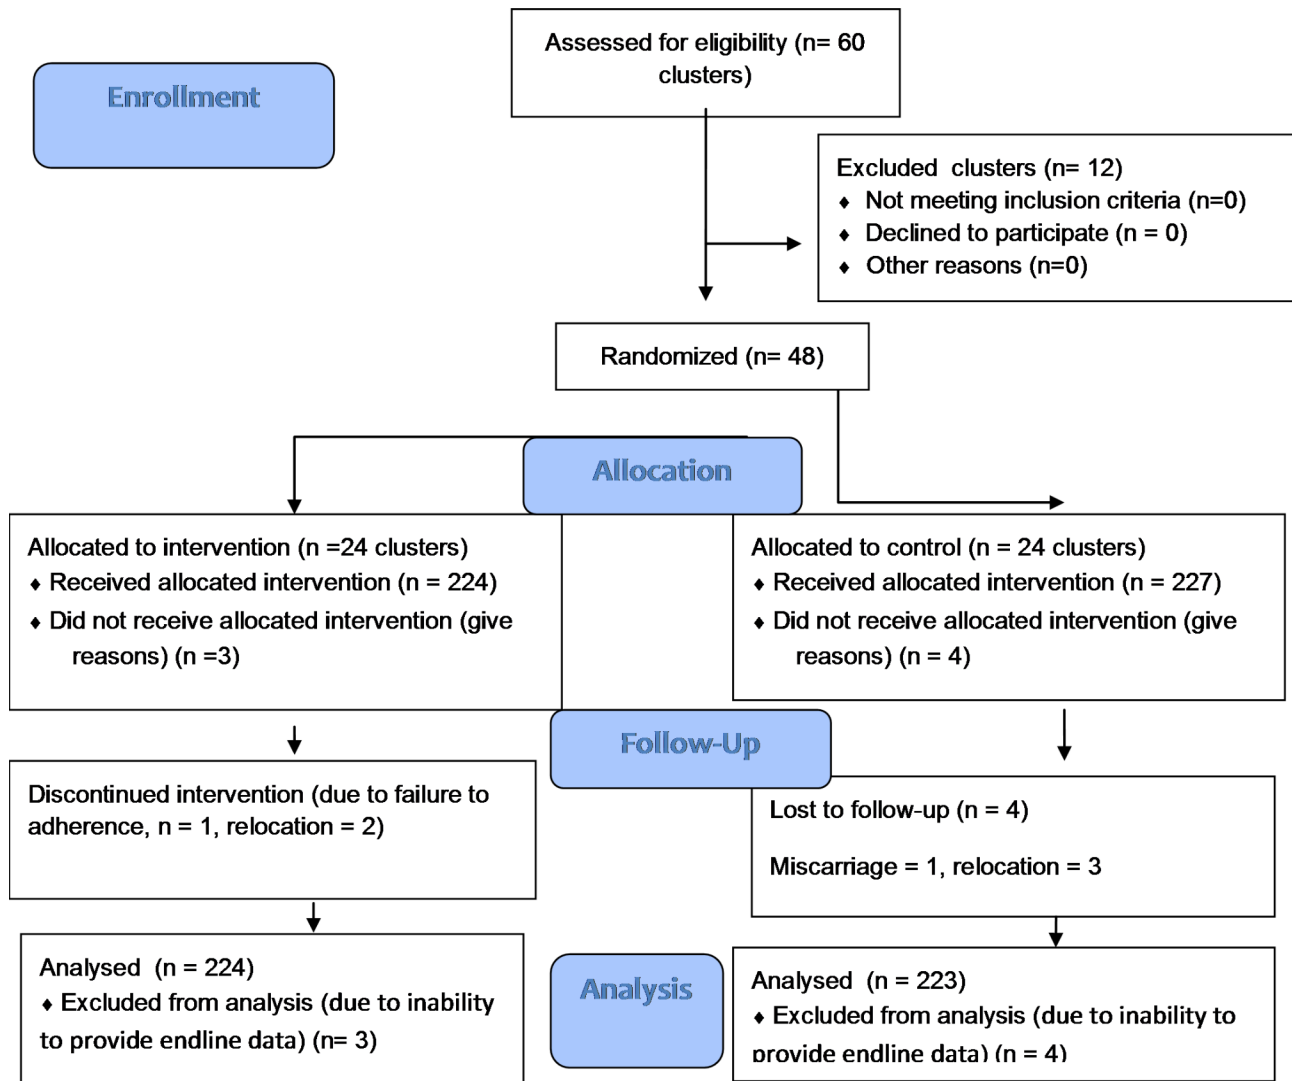 Assessed for eligibility (n= 60
clusters)
Enrollment
Excluded  clusters (n= 12)
♦ Not meeting inclusion criteria (n=0)
♦ Declined to participate (n = 0)
♦ Other reasons (n=0)
Randomized (n= 48)
Allocation
Allocated to intervention (n =24 clusters)
♦ Received allocated intervention (n = 224)
♦ Did not receive allocated intervention (give
reasons) (n =3)
Allocated to control (n = 24 clusters)
♦ Received allocated intervention (n = 227)
♦ Did not receive allocated intervention (give
reasons) (n = 4)
Follow-Up
Discontinued intervention (due to failure to
adherence, n = 1, relocation = 2)
Lost to follow-up (n = 4)
Miscarriage = 1, relocation = 3
Analysis
Analysed  (n = 224)
♦ Excluded from analysis (due to inability
to provide endline data) (n= 3)
Analysed (n = 223)
♦ Excluded from analysis (due to inability to
provide endline data) (n = 4)